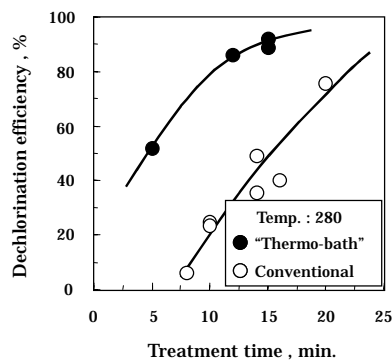 Dechlorination efficiency , %
100
80
60
40
20
0
Temp. : 280
“Thermo-bath”
Conventional
0 5 10 15 20 25
Treatment time , min.